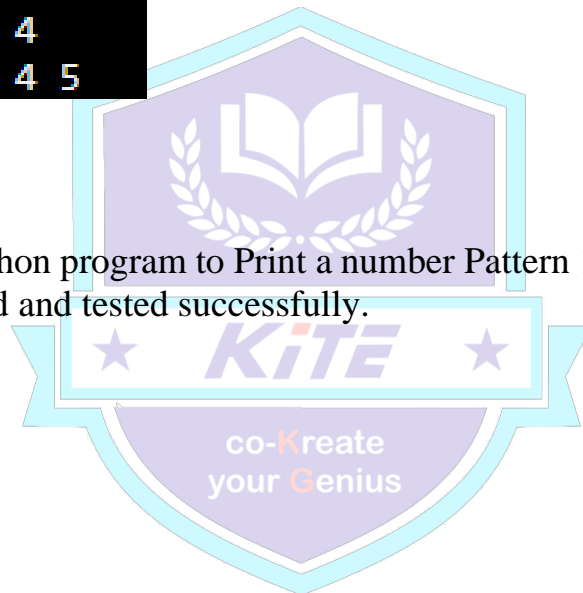 4
4 5
hon program to Print a number Pattern
d and tested successfully.
KiTE
co-Kreate
your Genius